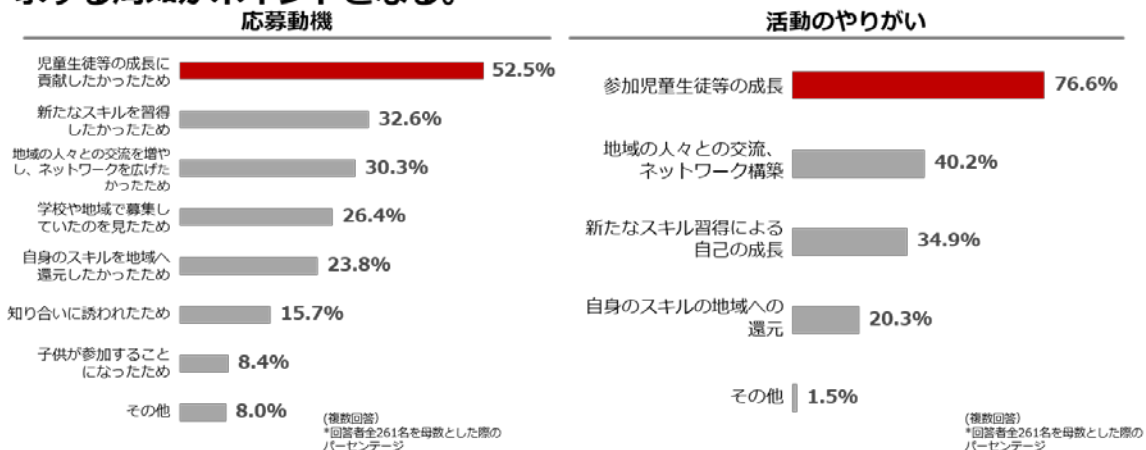 応募動機
児童生徒等の成長に
貢献したかったため
52.5%
新たなスキルを習得
したかったため
32.6%
地域の人々との交流を増や
し、ネットワークを広げた
かったため
30.3%
学校や地域で募集し
ていたのを見たため
26.4%
自身のスキルを地域へ
還元したかったため
23.8%
知り合いに誘われたため
15.7%
子供が参加すること
になったため
8.4%
その他
8.0%
(複数回答)
*回答者全261名を母数とした際の
パーセンテージ
活動のやりがい
参加児童生徒等の成長
76.6%
地域の人々との交流、
ネットワーク構築
40.2%
新たなスキル習得による
自己の成長
34.9%
自身のスキルの地域への
還元
20.3%
その他
1.5%
(複数回答)
*回答者全261名を母数とした際の
パーセンテージ